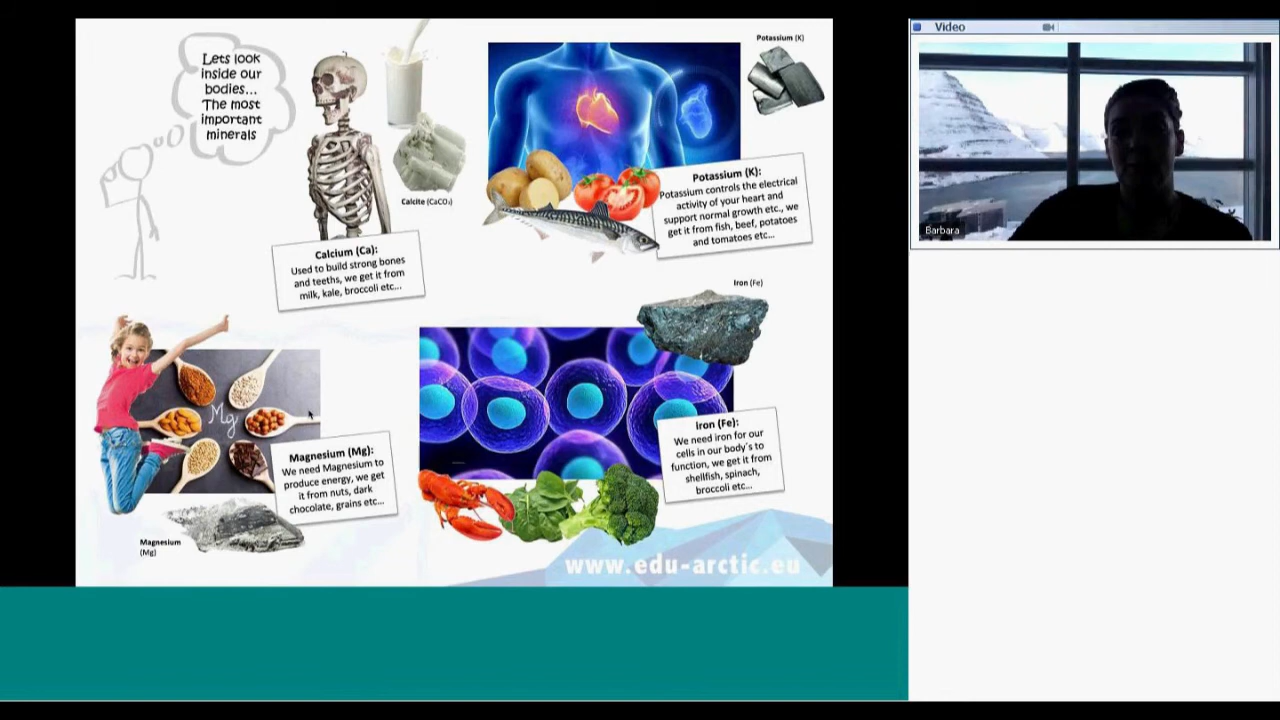 Lets look
inside our
bodies...
The most
important
minerals
Calcite (CaCO₃)
Calcium (Ca):
Used to build strong bones
and teeths, we get it from
milk, kale, broccoli etc...
Potassium (K)
Potassium (K):
Potassium controls the electrical
activity of your heart and
support normal growth etc., we
get it from fish, beef, potatoes
and tomatoes etc...
Mg
Magnesium (Mg):
We need Magnesium to
produce energy, we get
it from nuts, dark
chocolate, grains etc...
Magnesium
(Mg)
Iron (Fe)
Iron (Fe):
We need iron for our
cells in our body´s to
function, we get it from
shellfish, spinach,
broccoli etc...
www.edu-arctic.eu
Video
Barbara